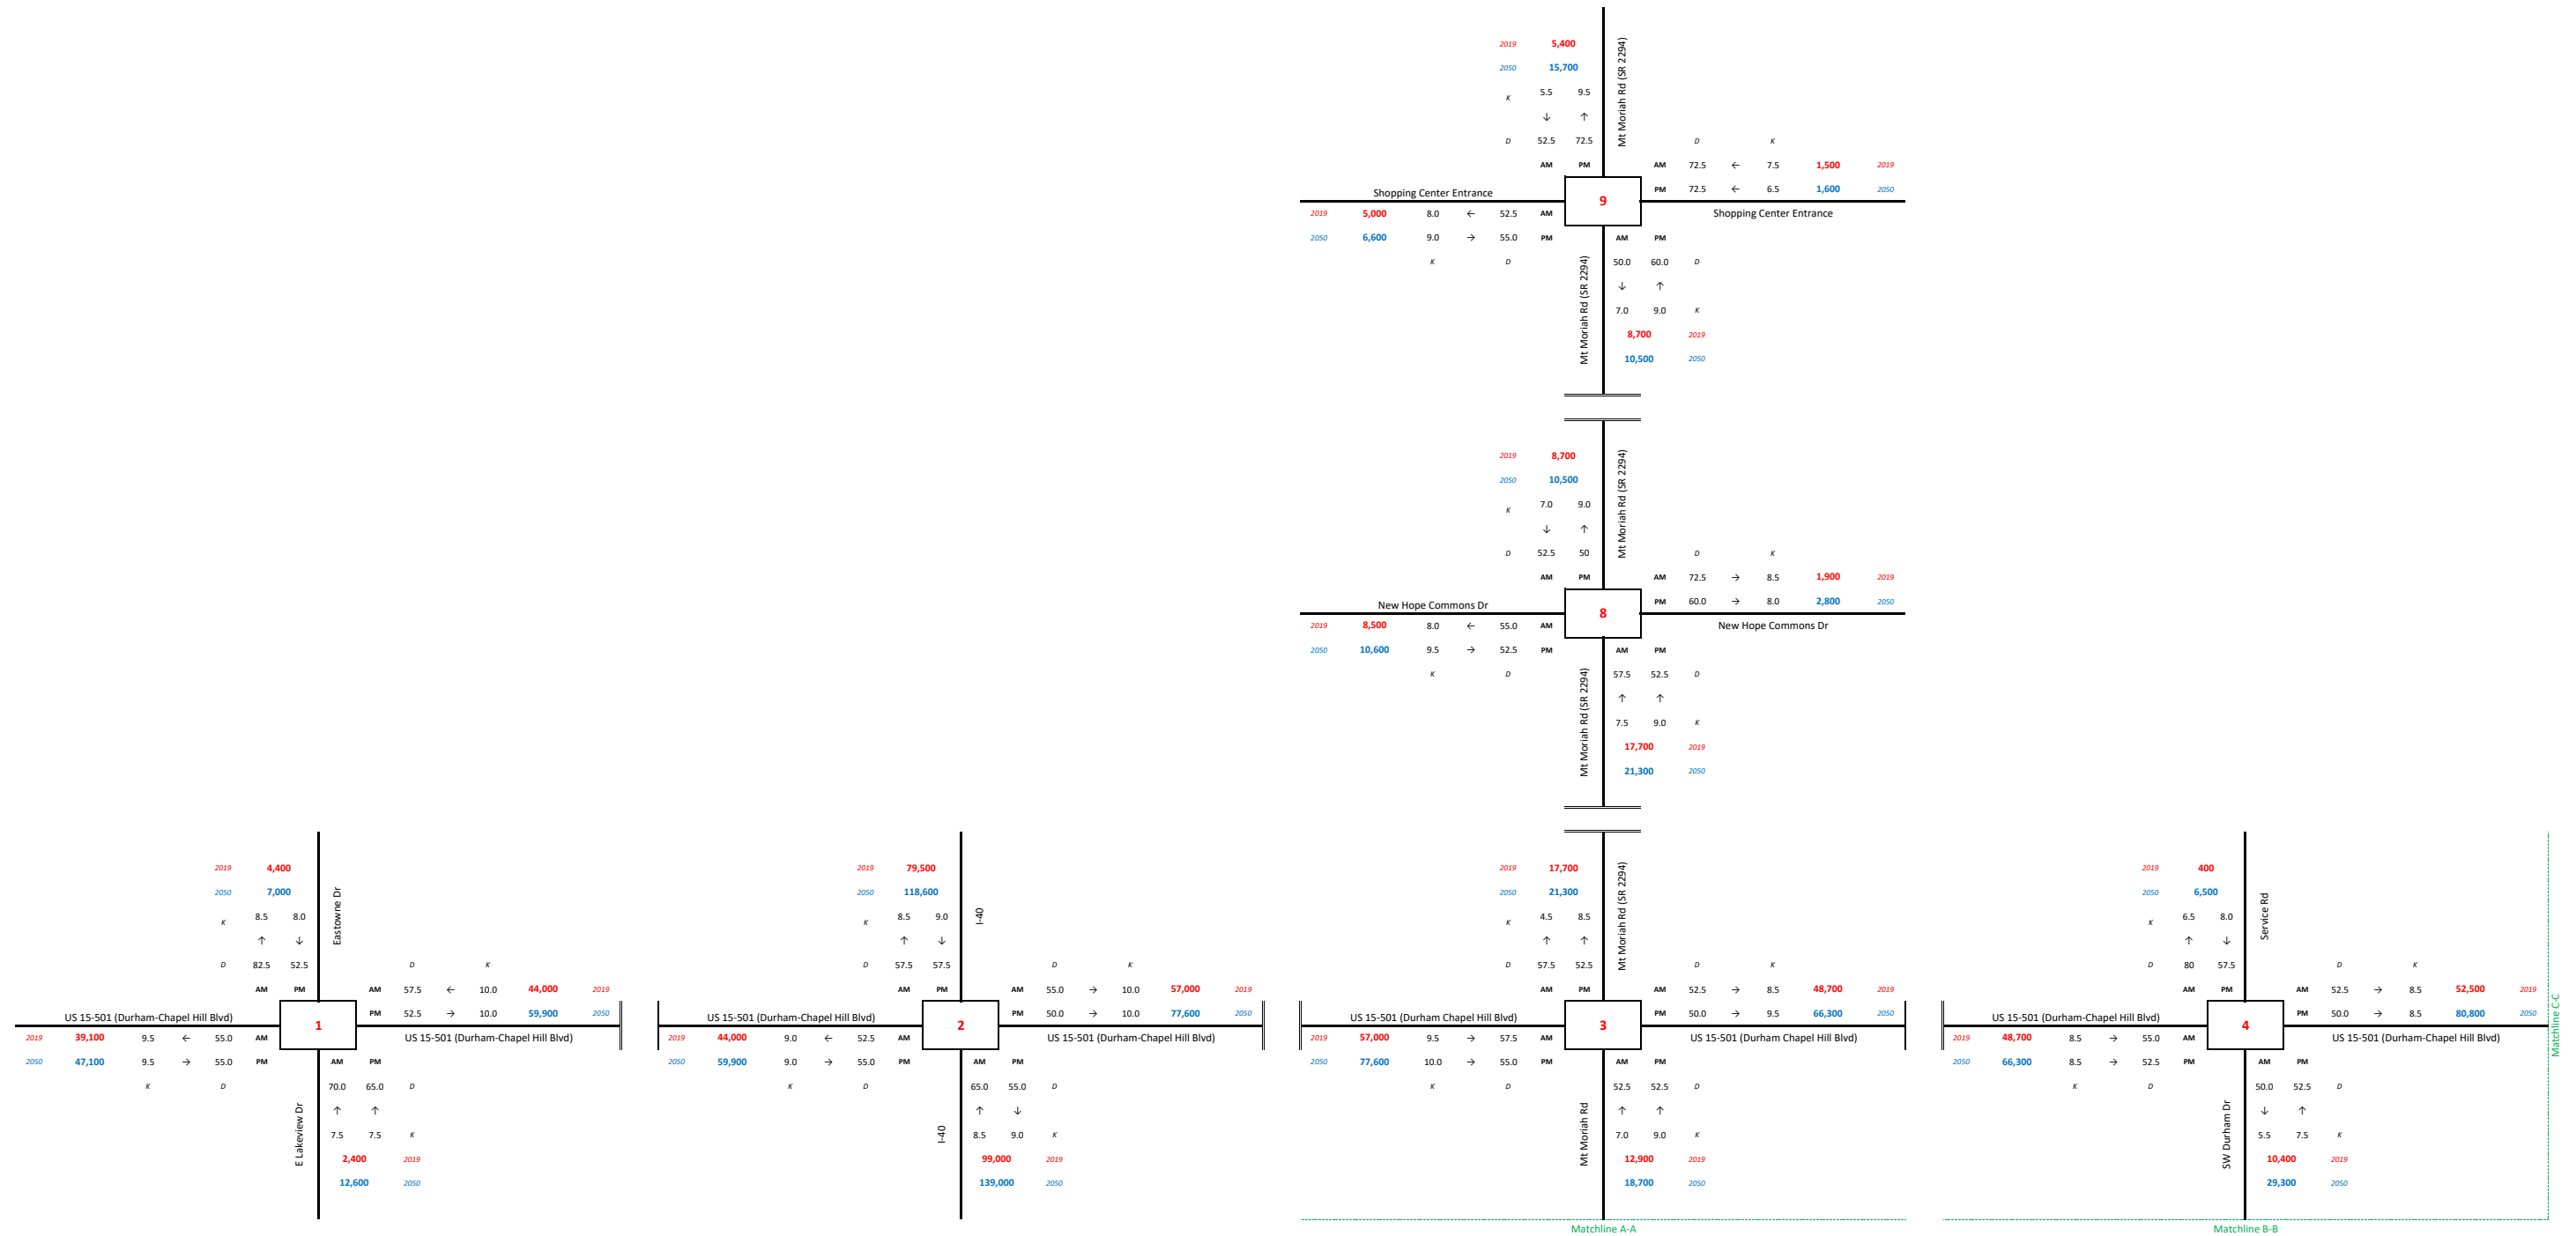 2019 5,400
2050 15,700
Mt Moriah Rd (SR 2294)
5.5 9.5
K
↓ ↑
D 52.5 72.5
D K
AM PM
AM 72.5 ← 7.5 1,500 2019
PM 72.5 ← 6.5 1,600 2050
Shopping Center Entrance
9
2019 5,000 8.0 ← 52.5 AM
Shopping Center Entrance
2050 6,600 9.0 → 55.0 PM
K D
AM PM
50.0 60.0 D
↓ ↑
Mt Moriah Rd (SR 2294)
7.0 9.0 K
8,700 2019
10,500 2050
2019 8,700
2050 10,500
Mt Moriah Rd (SR 2294)
7.0 9.0
K
↓ ↑
D 52.5 50
D K
AM PM
AM 72.5 → 8.5 1,900 2019
PM 60.0 → 8.0 2,800 2050
New Hope Commons Dr
8
2019 8,500 8.0 ← 55.0 AM
New Hope Commons Dr
2050 10,600 9.5 → 52.5 PM
K D
AM PM
57.5 52.5 D
↑ ↑
Mt Moriah Rd (SR 2294)
7.5 9.0 K
17,700 2019
21,300 2050
2019 4,400
2050 7,000
Eastowne Dr
8.5 8.0
K
↑ ↓
D 82.5 52.5
D K
AM PM
AM 57.5 ← 10.0 44,000 2019
PM 52.5 → 10.0 59,900 2050
US 15-501 (Durham-Chapel Hill Blvd)
1
2019 39,100 9.5 ← 55.0 AM
US 15-501 (Durham-Chapel Hill Blvd)
2050 47,100 9.5 → 55.0 PM
K D
AM PM
70.0 65.0 D
↑ ↑
E Lakeview Dr
7.5 7.5 K
2,400 2019
12,600 2050
2019 79,500
2050 118,600
I-40
8.5 9.0
K
↑ ↓
D 57.5 57.5
D K
AM PM
AM 55.0 → 10.0 57,000 2019
PM 50.0 → 10.0 77,600 2050
US 15-501 (Durham-Chapel Hill Blvd)
2
2019 44,000 9.0 ← 52.5 AM
US 15-501 (Durham-Chapel Hill Blvd)
2050 59,900 9.0 → 55.0 PM
K D
AM PM
65.0 55.0 D
↑ ↓
I-40
8.5 9.0 K
99,000 2019
139,000 2050
2019 17,700
2050 21,300
Mt Moriah Rd (SR 2294)
4.5 8.5
K
↑ ↑
D 57.5 52.5
D K
AM PM
AM 52.5 → 8.5 48,700 2019
PM 50.0 → 9.5 66,300 2050
US 15-501 (Durham Chapel Hill Blvd)
3
2019 57,000 9.5 → 57.5 AM
US 15-501 (Durham Chapel Hill Blvd)
2050 77,600 10.0 → 55.0 PM
K D
AM PM
52.5 52.5 D
↑ ↑
Mt Moriah Rd
7.0 9.0 K
12,900 2019
18,700 2050
Matchline A-A
2019 400
2050 6,500
Service Rd
6.5 8.0
K
↑ ↓
D 80 57.5
D K
AM PM
AM 52.5 → 8.5 52,500 2019
PM 50.0 → 8.5 80,800 2050
US 15-501 (Durham-Chapel Hill Blvd)
4
2019 48,700 8.5 → 55.0 AM
US 15-501 (Durham-Chapel Hill Blvd)
2050 66,300 8.5 → 52.5 PM
K D
AM PM
50.0 52.5 D
↓ ↑
SW Durham Dr
5.5 7.5 K
10,400 2019
29,300 2050
Matchline B-B
Matchline C-C